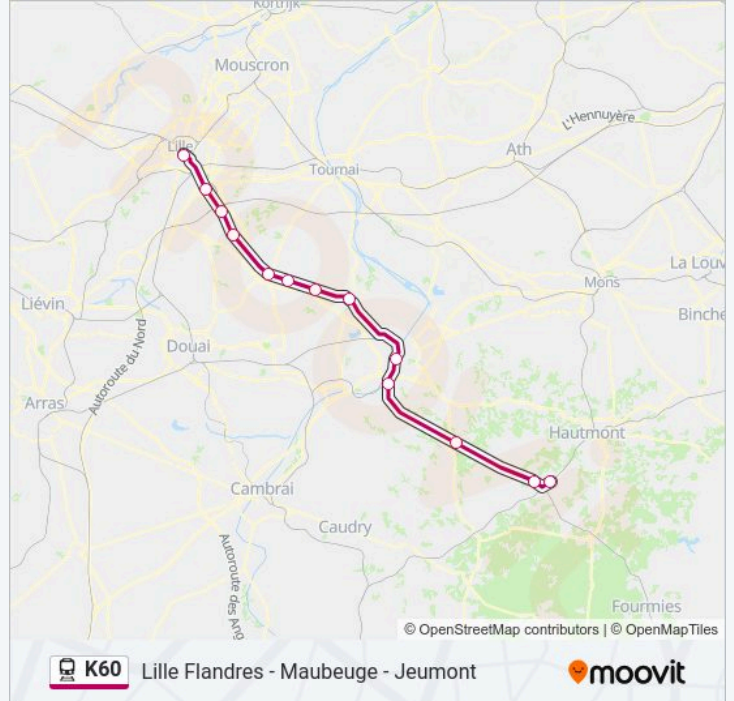 Kortrijk
Mouscron
L'Hennuyère
Lille
Ath
Tournai
La Louv
Mons
Liévin
Binche
Autoroute du Nord
Douai
Arras
Hautmont
Cambrai
Caudry
Autoroute des Ang
Fourmies
© OpenStreetMap contributors | © OpenMapTiles
K60 Lille Flandres - Maubeuge - Jeumont moovit